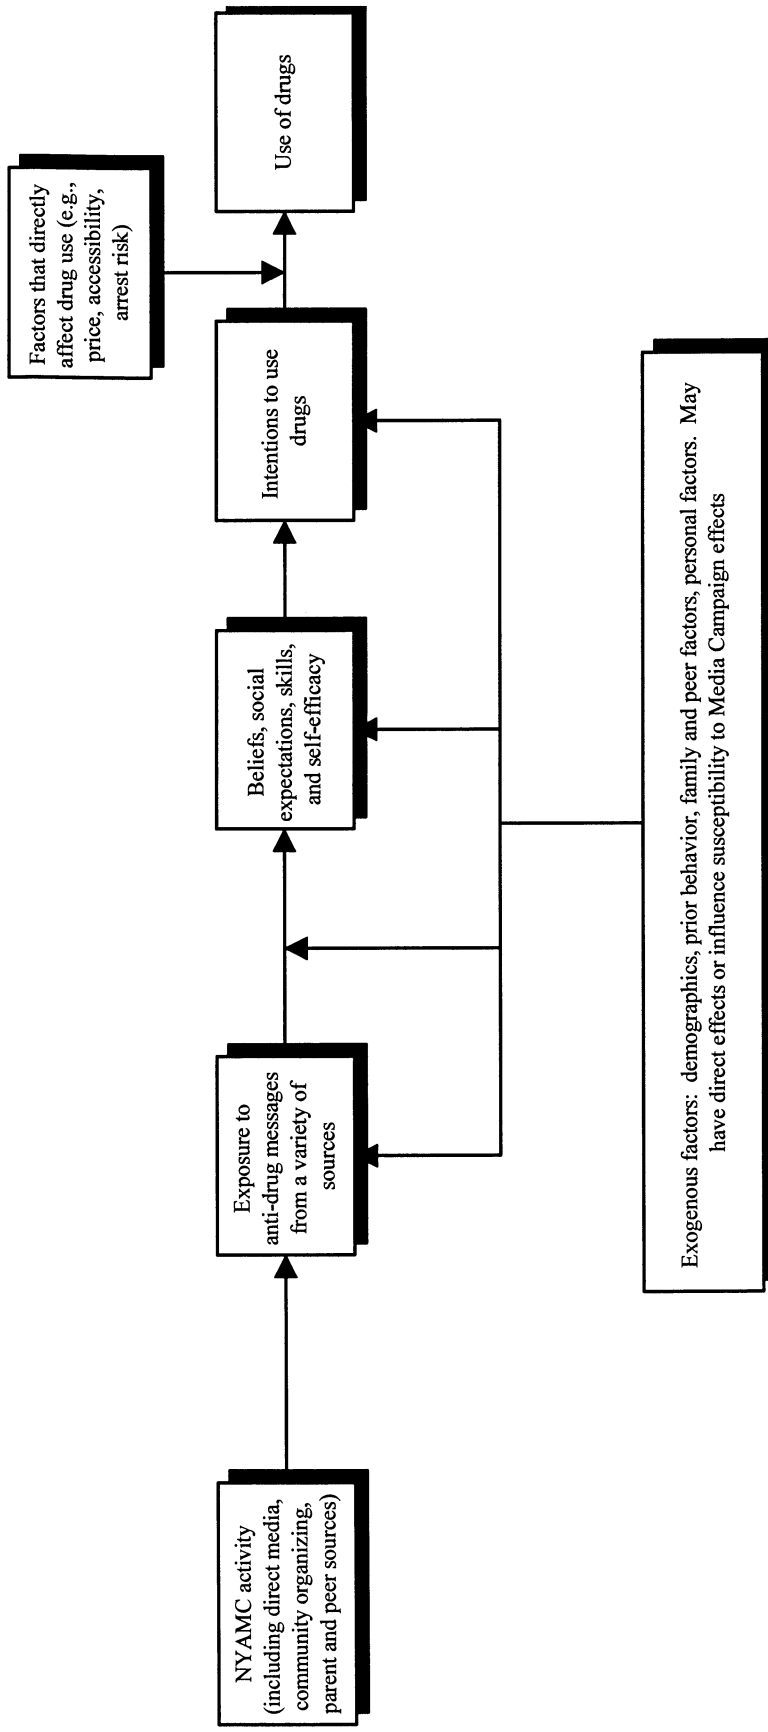 Factors that directly
affect drug use (e.g.,
price, accessibility,
arrest risk)
NYAMC activity
(including direct media,
community organizing,
parent and peer sources)
Exposure to
anti-drug messages
from a variety of
sources
Beliefs, social
expectations, skills,
and self-efficacy
Intentions to use
drugs
Use of drugs
Exogenous factors: demographics, prior behavior, family and peer factors, personal factors. May
have direct effects or influence susceptibility to Media Campaign effects